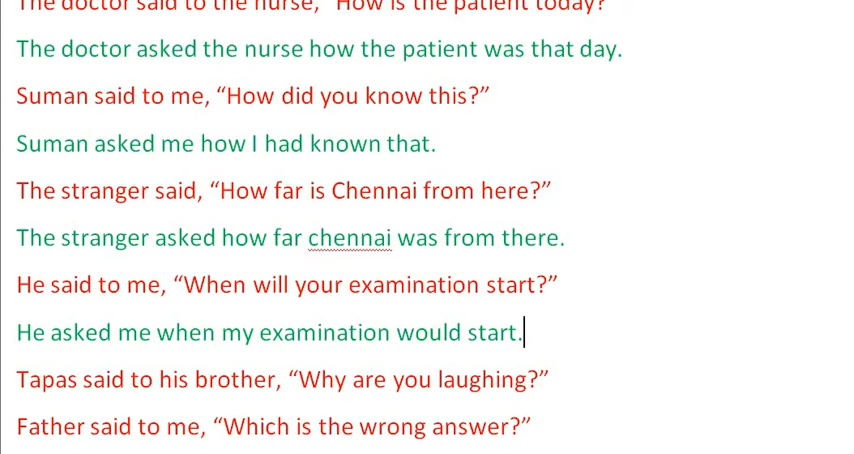 The doctor said to the nurse, “How is the patient today?”
The doctor asked the nurse how the patient was that day.
Suman said to me, “How did you know this?”
Suman asked me how I had known that.
The stranger said, “How far is Chennai from here?”
The stranger asked how far chennai was from there.
He said to me, “When will your examination start?”
He asked me when my examination would start.
Tapas said to his brother, “Why are you laughing?”
Father said to me, “Which is the wrong answer?”